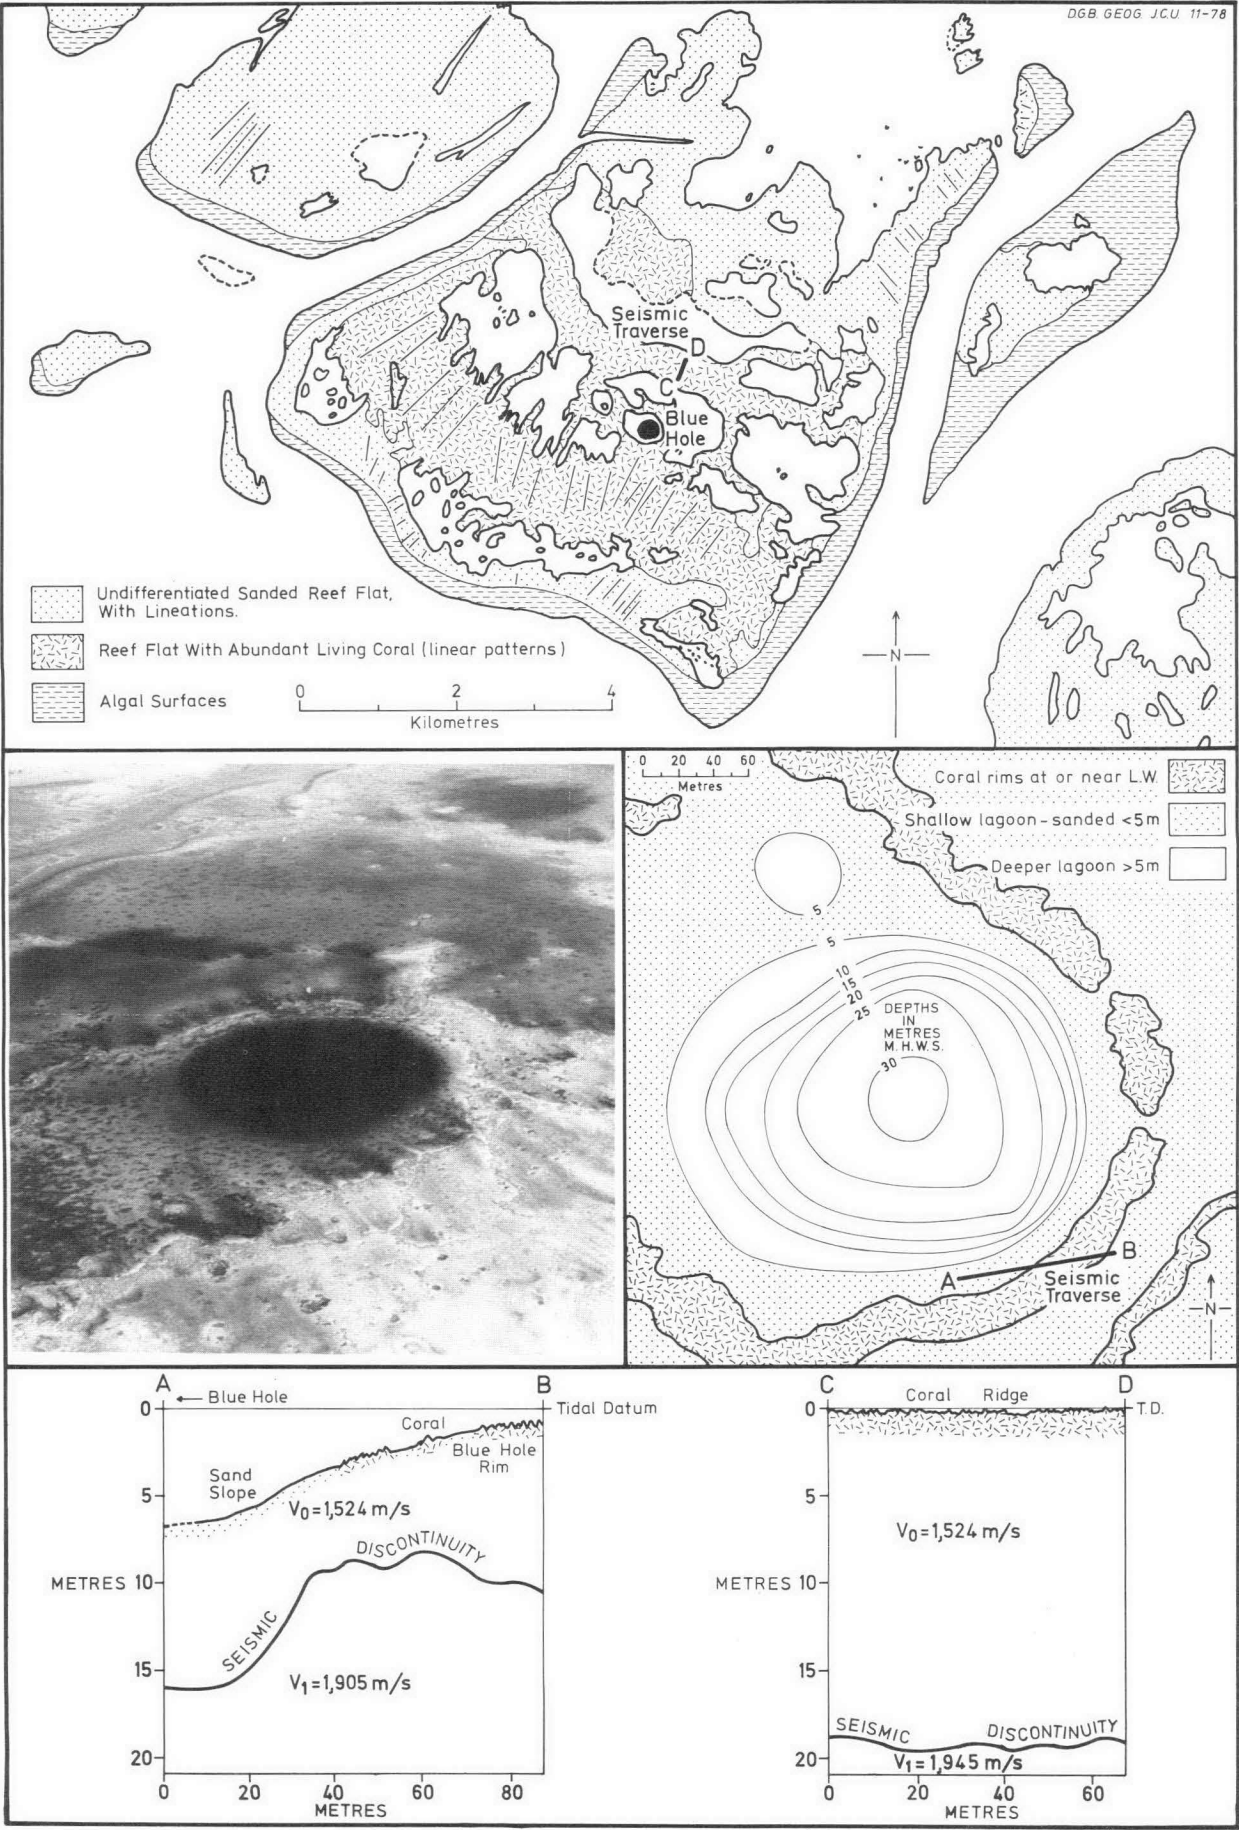 D.G.B. GEOG. J.C.U. 11-78
Seismic
Traverse
D
C
Blue
Hole
Undifferentiated Sanded Reef Flat,
With Lineations.
Reef Flat With Abundant Living Coral (linear patterns)
Algal Surfaces
0 2 4
Kilometres
N
0 20 40 60
Metres
Coral rims at or near L.W.
Shallow lagoon - sanded <5m
Deeper lagoon >5m
5
5
10
15
20
25
DEPTHS
IN
METRES
M.H.W.S.
30
A
B
Seismic
Traverse
N
A
B
← Blue Hole
0
Tidal Datum
Coral
Blue Hole
Rim
Sand
Slope
5
V₀=1,524 m/s
DISCONTINUITY
METRES 10
SEISMIC
15
V₁=1,905 m/s
20
0 20 40 60 80
METRES
C
Coral Ridge
D
0
T.D.
5
V₀=1,524 m/s
METRES 10
15
SEISMIC DISCONTINUITY
20
V₁=1,945 m/s
0 20 40 60
METRES